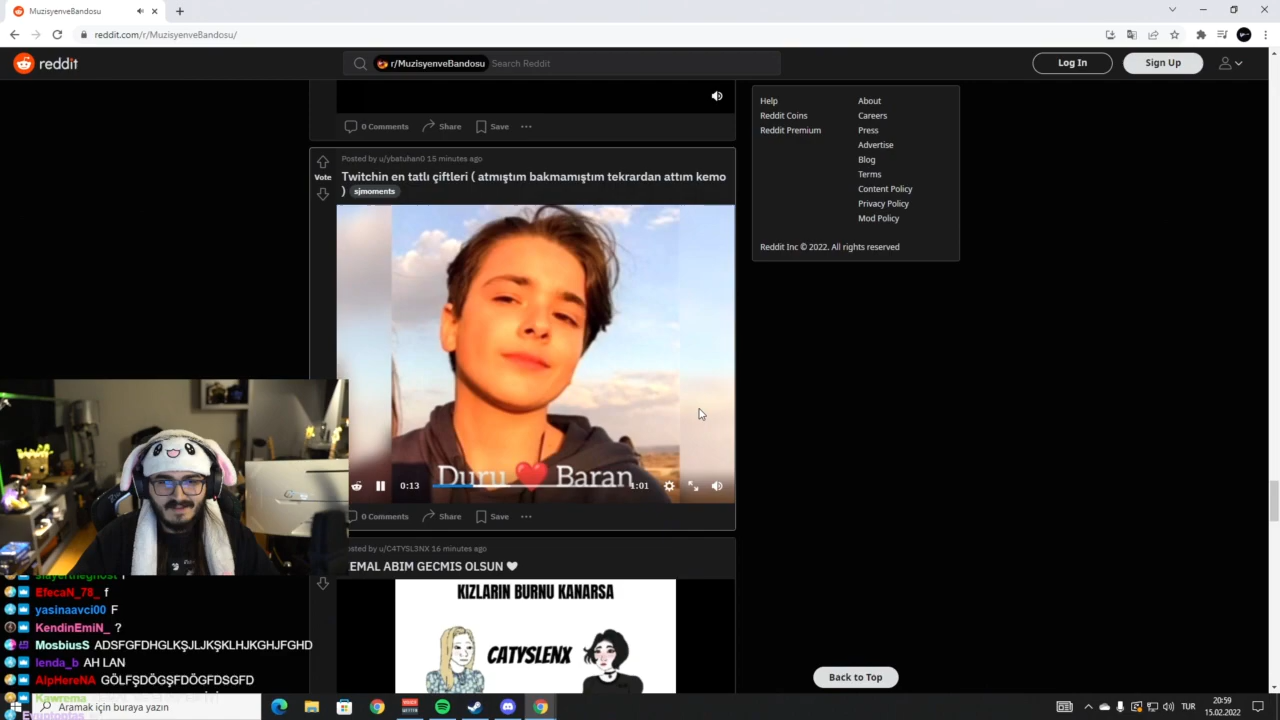 MuzisyenveBandosu
reddit.com/r/MuzisyenveBandosu/
reddit
r/MuzisyenveBandosu
Search Reddit
Log In
Sign Up
0 Comments
Share
Save
Posted by u/ybatuhan0 15 minutes ago
Vote
Twitchin en tatlı çiftleri ( atmıştım bakmamıştım tekrardan attım kemo
)
sjmoments
Duru ❤ Baran
0:13
1:01
0 Comments
Share
Save
u/C4TYSL3NX 16 minutes ago
EMAL ABIM GECMIS OLSUN 🖤
KIZLARIN BURNU KANARSA
CATYSLENX
Help
About
Reddit Coins
Careers
Reddit Premium
Press
Advertise
Blog
Terms
Content Policy
Privacy Policy
Mod Policy
Reddit Inc © 2022. All rights reserved
Back to Top
EfecaN_78_ f
yasinaavci00 F
KendinEmiN_ ?
MosbiusS ADSFGFDHGLKŞJLJKŞKLHJKGHJFGHD
lenda_b AH LAN
AlpHereNA GÖLFŞDÖGŞFDÖGFDSGFD
Kawrema
Aramak için buraya yazın
TUR
20:59
15.02.2022